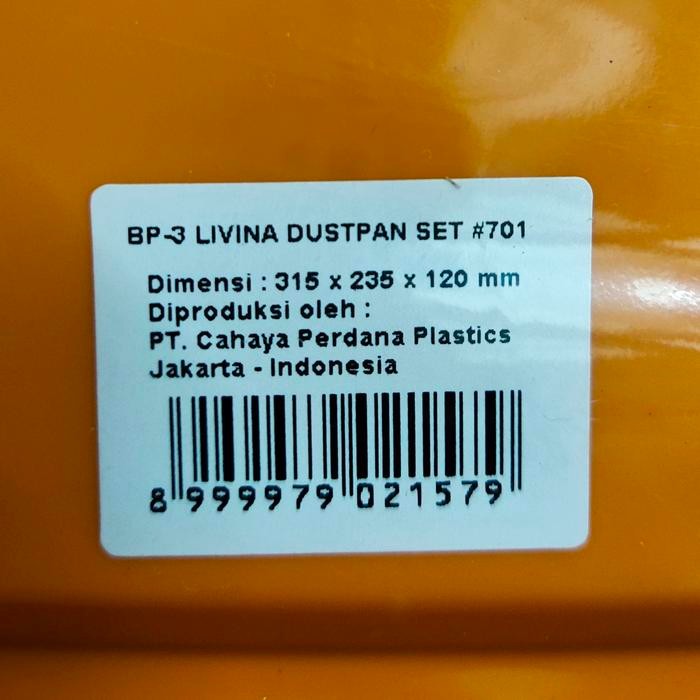 BP-3 LIVINA DUSTPAN SET #701
Dimensi : 315 x 235 x 120 mm
Diproduksi oleh :
PT. Cahaya Perdana Plastics
Jakarta - Indonesia
8 999979 021579